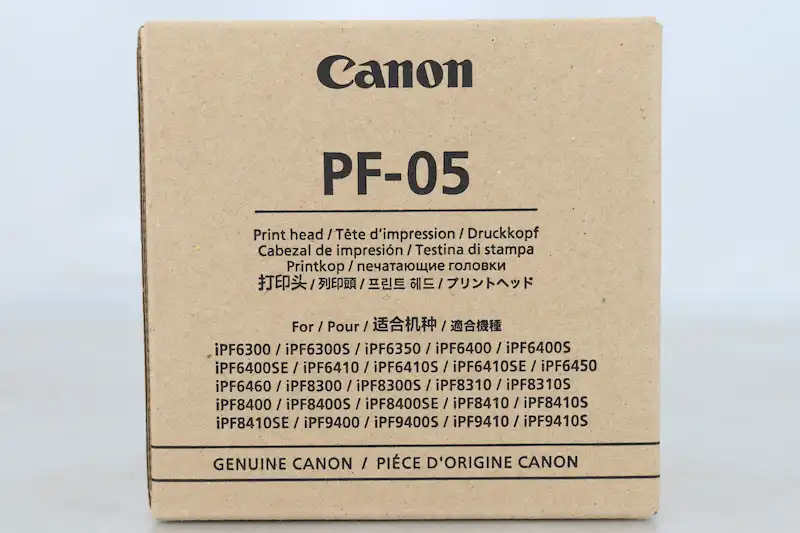 Canon
PF-05
Print head / Tête d'impression / Druckkopf
Cabezal de impresión / Testina di stampa
Printkop / печатающие головки
打印头 / 列印頭 / 프린트 헤드 / プリントヘッド
For / Pour / 适合机种 / 適合機種
iPF6300 / iPF6300S / iPF6350 / iPF6400 / iPF6400S
iPF6400SE / iPF6410 / iPF6410S / iPF6410SE / iPF6450
iPF6460 / iPF8300 / iPF8300S / iPF8310 / iPF8310S
iPF8400 / iPF8400S / iPF8400SE / iPF8410 / iPF8410S
iPF8410SE / iPF9400 / iPF9400S / iPF9410 / iPF9410S
GENUINE CANON / PIÉCE D'ORIGINE CANON